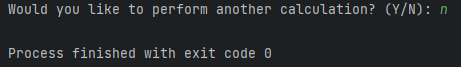 Would you like to perform another calculation? (Y/N): n
Process finished with exit code 0